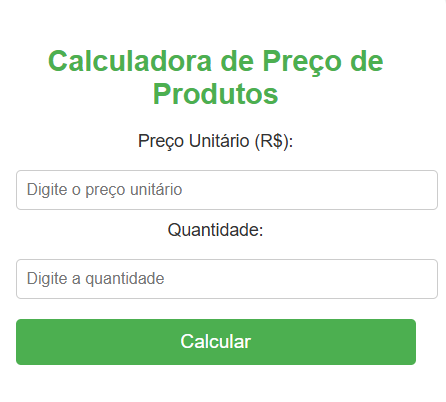 Calculadora de Preço de
Produtos
Preço Unitário (R$):
Digite o preço unitário
Quantidade:
Digite a quantidade
Calcular